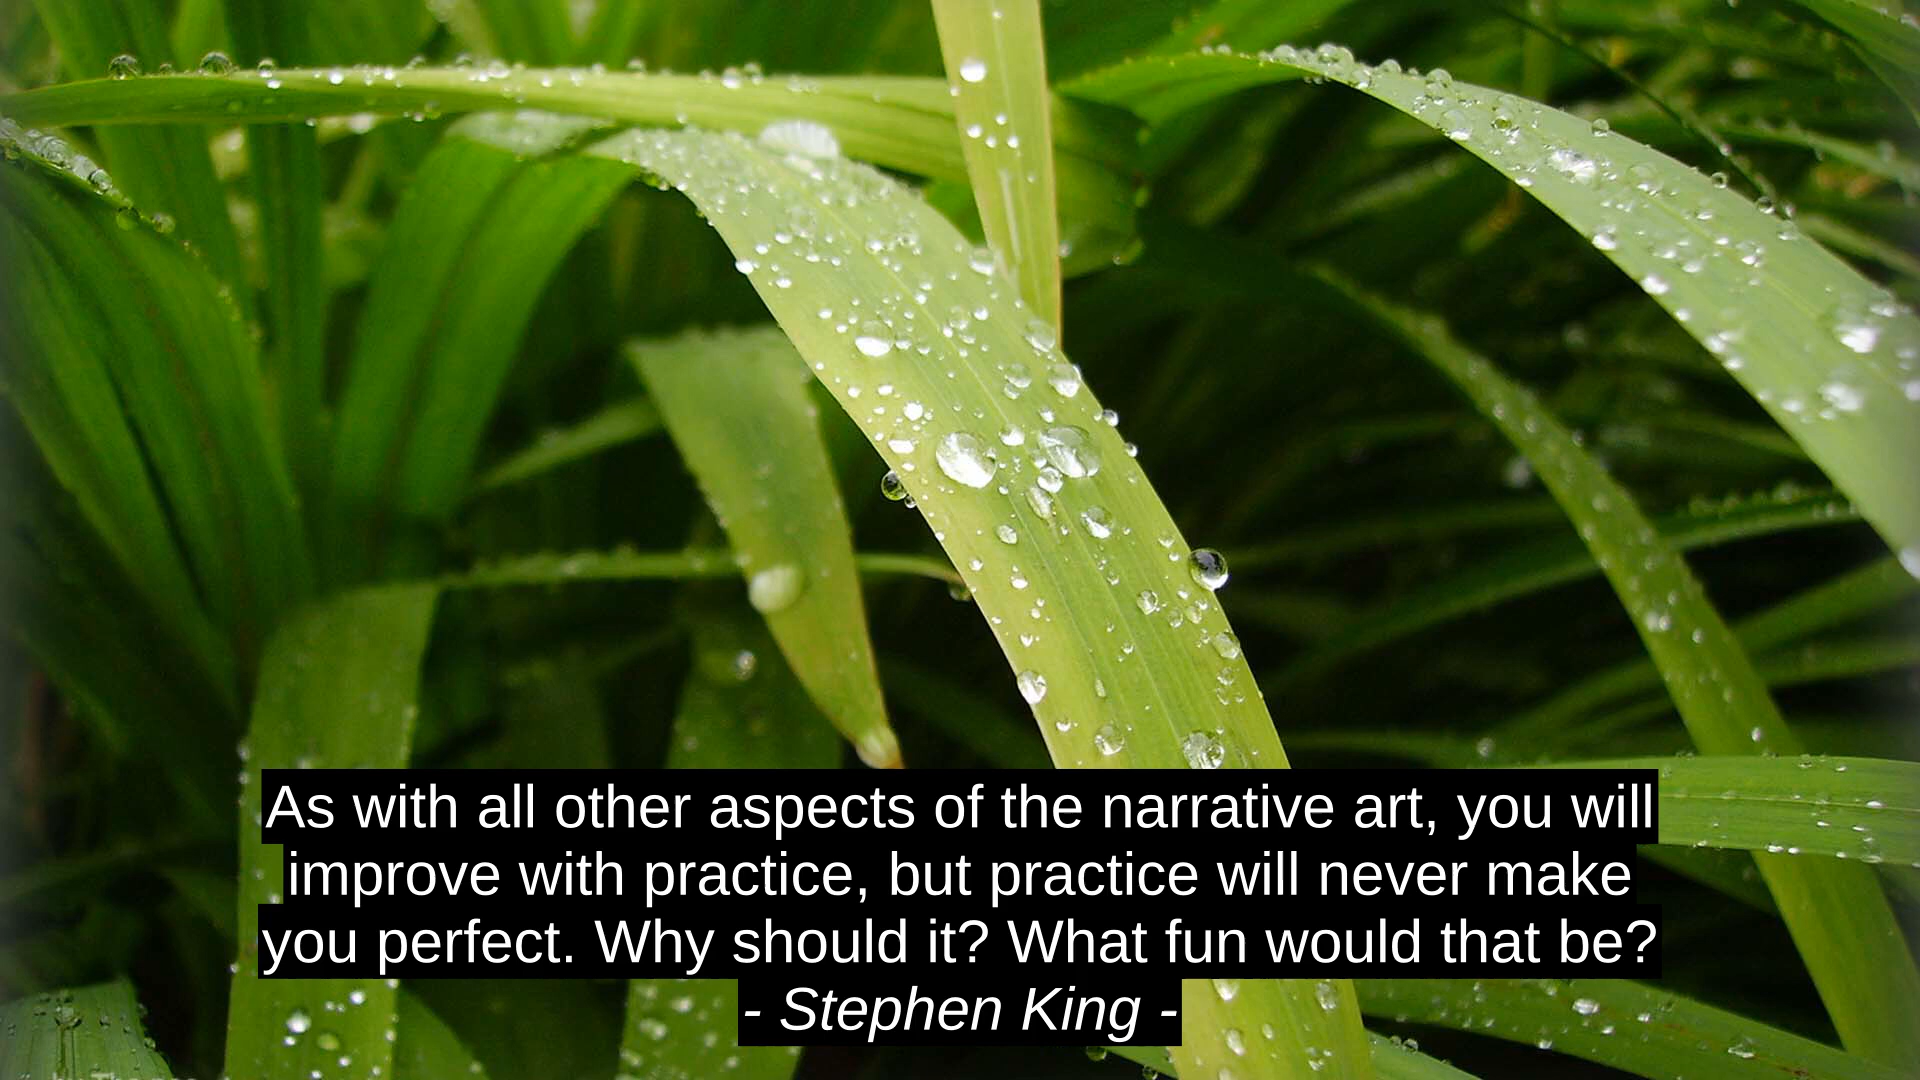 As with all other aspects of the narrative art, you will
improve with practice, but practice will never make
you perfect. Why should it? What fun would that be?
- Stephen King -